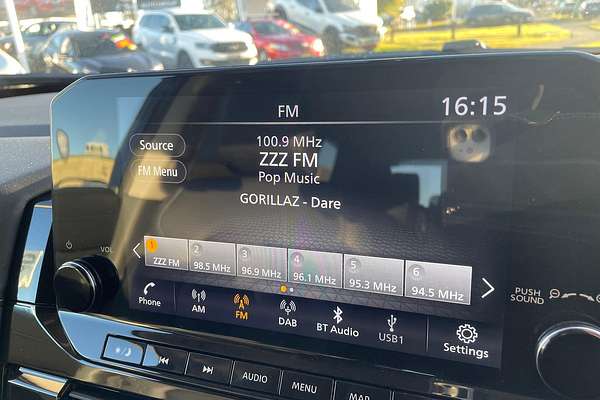 FM
16:15
Source
FM Menu
100.9 MHz
ZZZ FM
Pop Music
GORILLAZ - Dare
VOL
1
ZZZ FM
2
98.5 MHz
3
96.9 MHz
4
96.1 MHz
5
95.3 MHz
6
94.5 MHz
PUSH
SOUND
Phone
AM
FM
DAB
BT Audio
USB1
Settings
AUDIO
MENU
MAP